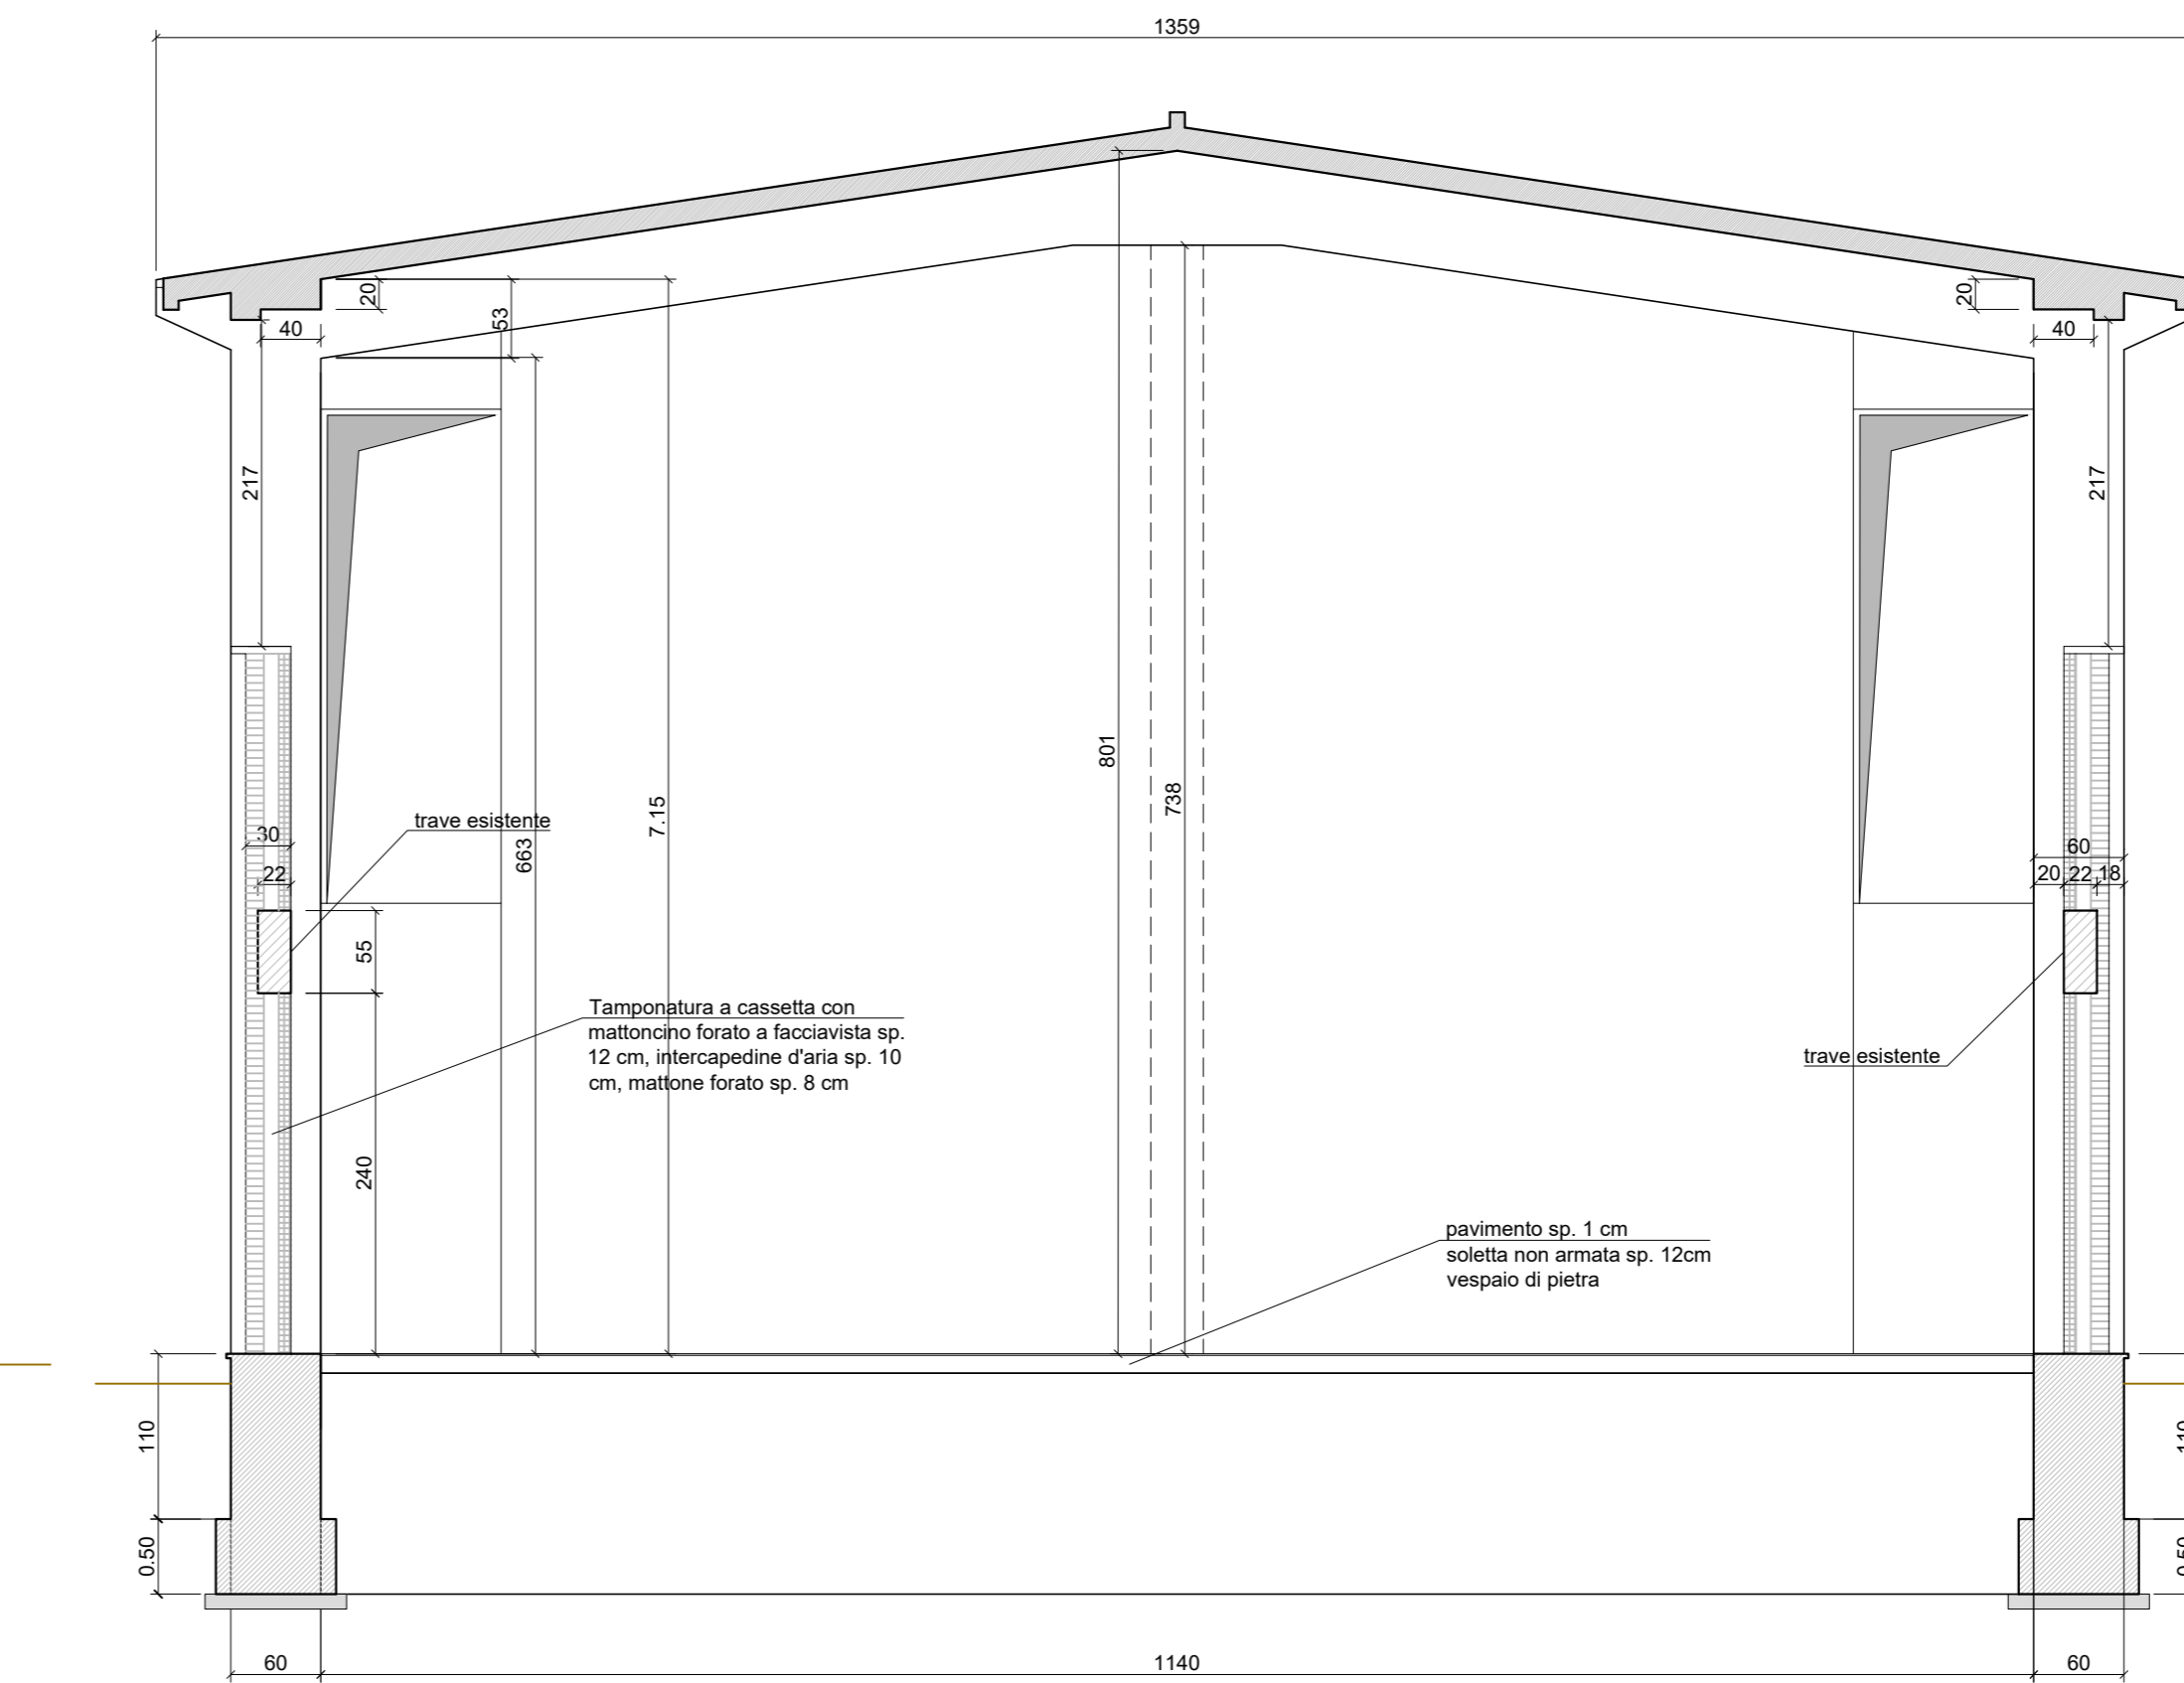 1359
20
53
20
40
40
217
217
801
738
7.15
trave esistente
30
663
22
60
20 22 18
55
Tamponatura a cassetta con
mattoncino forato a facciavista sp.
12 cm, intercapedine d'aria sp. 10
cm, mattone forato sp. 8 cm
trave esistente
240
pavimento sp. 1 cm
soletta non armata sp. 12cm
vespaio di pietra
110
110
0.50
0.50
60
1140
60